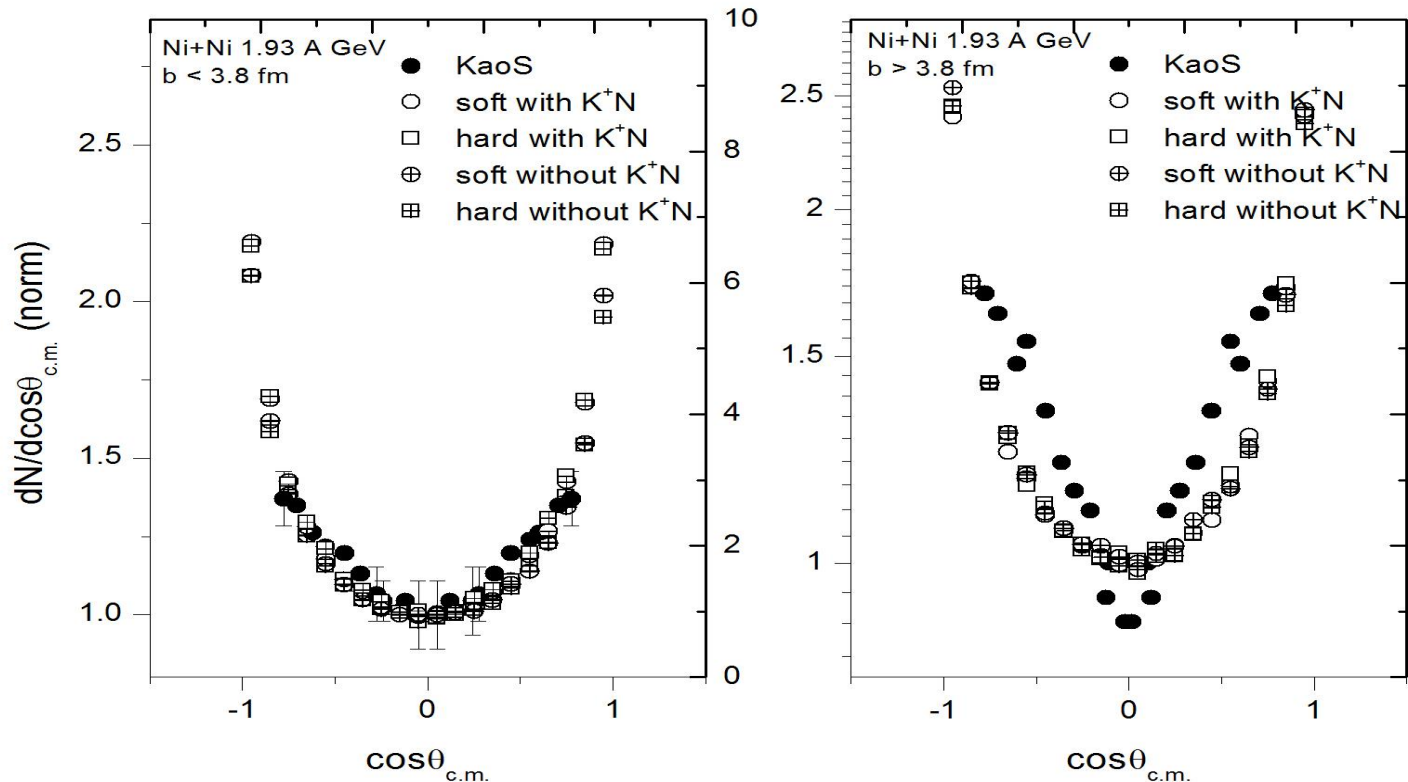 Ni+Ni 1.93 A GeV
b < 3.8 fm
KaoS
soft with K⁺N
hard with K⁺N
soft without K⁺N
hard without K⁺N
dN/dcosθc.m. (norm)
2.5
2.0
1.5
1.0
10
8
6
4
2
0
-1 0 1
cosθc.m.
Ni+Ni 1.93 A GeV
b > 3.8 fm
KaoS
soft with K⁺N
hard with K⁺N
soft without K⁺N
hard without K⁺N
2.5
2
1.5
1
-1 0 1
cosθc.m.